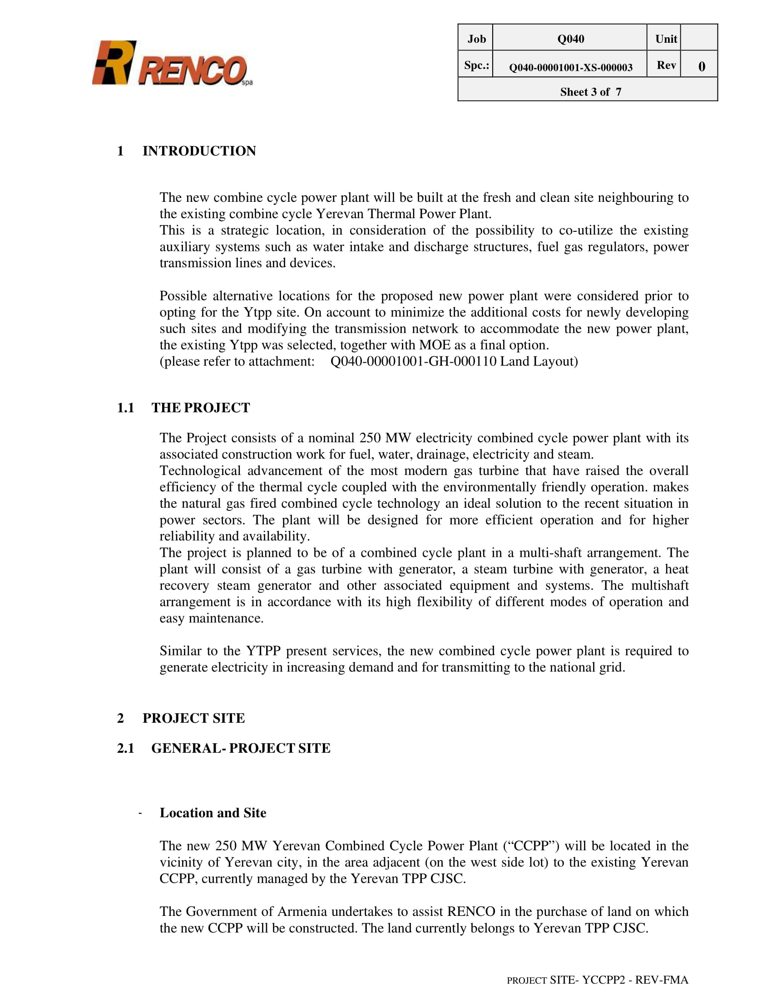 RENCO
spa
Job Q040 Unit
Spc.: Q040-00001001-XS-000003 Rev 0
Sheet 3 of 7
1 INTRODUCTION
The new combine cycle power plant will be built at the fresh and clean site neighbouring to
the existing combine cycle Yerevan Thermal Power Plant.
This is a strategic location, in consideration of the possibility to co-utilize the existing
auxiliary systems such as water intake and discharge structures, fuel gas regulators, power
transmission lines and devices.
Possible alternative locations for the proposed new power plant were considered prior to
opting for the Ytpp site. On account to minimize the additional costs for newly developing
such sites and modifying the transmission network to accommodate the new power plant,
the existing Ytpp was selected, together with MOE as a final option.
(please refer to attachment: Q040-00001001-GH-000110 Land Layout)
1.1 THE PROJECT
The Project consists of a nominal 250 MW electricity combined cycle power plant with its
associated construction work for fuel, water, drainage, electricity and steam.
Technological advancement of the most modern gas turbine that have raised the overall
efficiency of the thermal cycle coupled with the environmentally friendly operation. makes
the natural gas fired combined cycle technology an ideal solution to the recent situation in
power sectors. The plant will be designed for more efficient operation and for higher
reliability and availability.
The project is planned to be of a combined cycle plant in a multi-shaft arrangement. The
plant will consist of a gas turbine with generator, a steam turbine with generator, a heat
recovery steam generator and other associated equipment and systems. The multishaft
arrangement is in accordance with its high flexibility of different modes of operation and
easy maintenance.
Similar to the YTPP present services, the new combined cycle power plant is required to
generate electricity in increasing demand and for transmitting to the national grid.
2 PROJECT SITE
2.1 GENERAL- PROJECT SITE
- Location and Site
The new 250 MW Yerevan Combined Cycle Power Plant (“CCPP”) will be located in the
vicinity of Yerevan city, in the area adjacent (on the west side lot) to the existing Yerevan
CCPP, currently managed by the Yerevan TPP CJSC.
The Government of Armenia undertakes to assist RENCO in the purchase of land on which
the new CCPP will be constructed. The land currently belongs to Yerevan TPP CJSC.
PROJECT SITE- YCCPP2 - REV-FMA